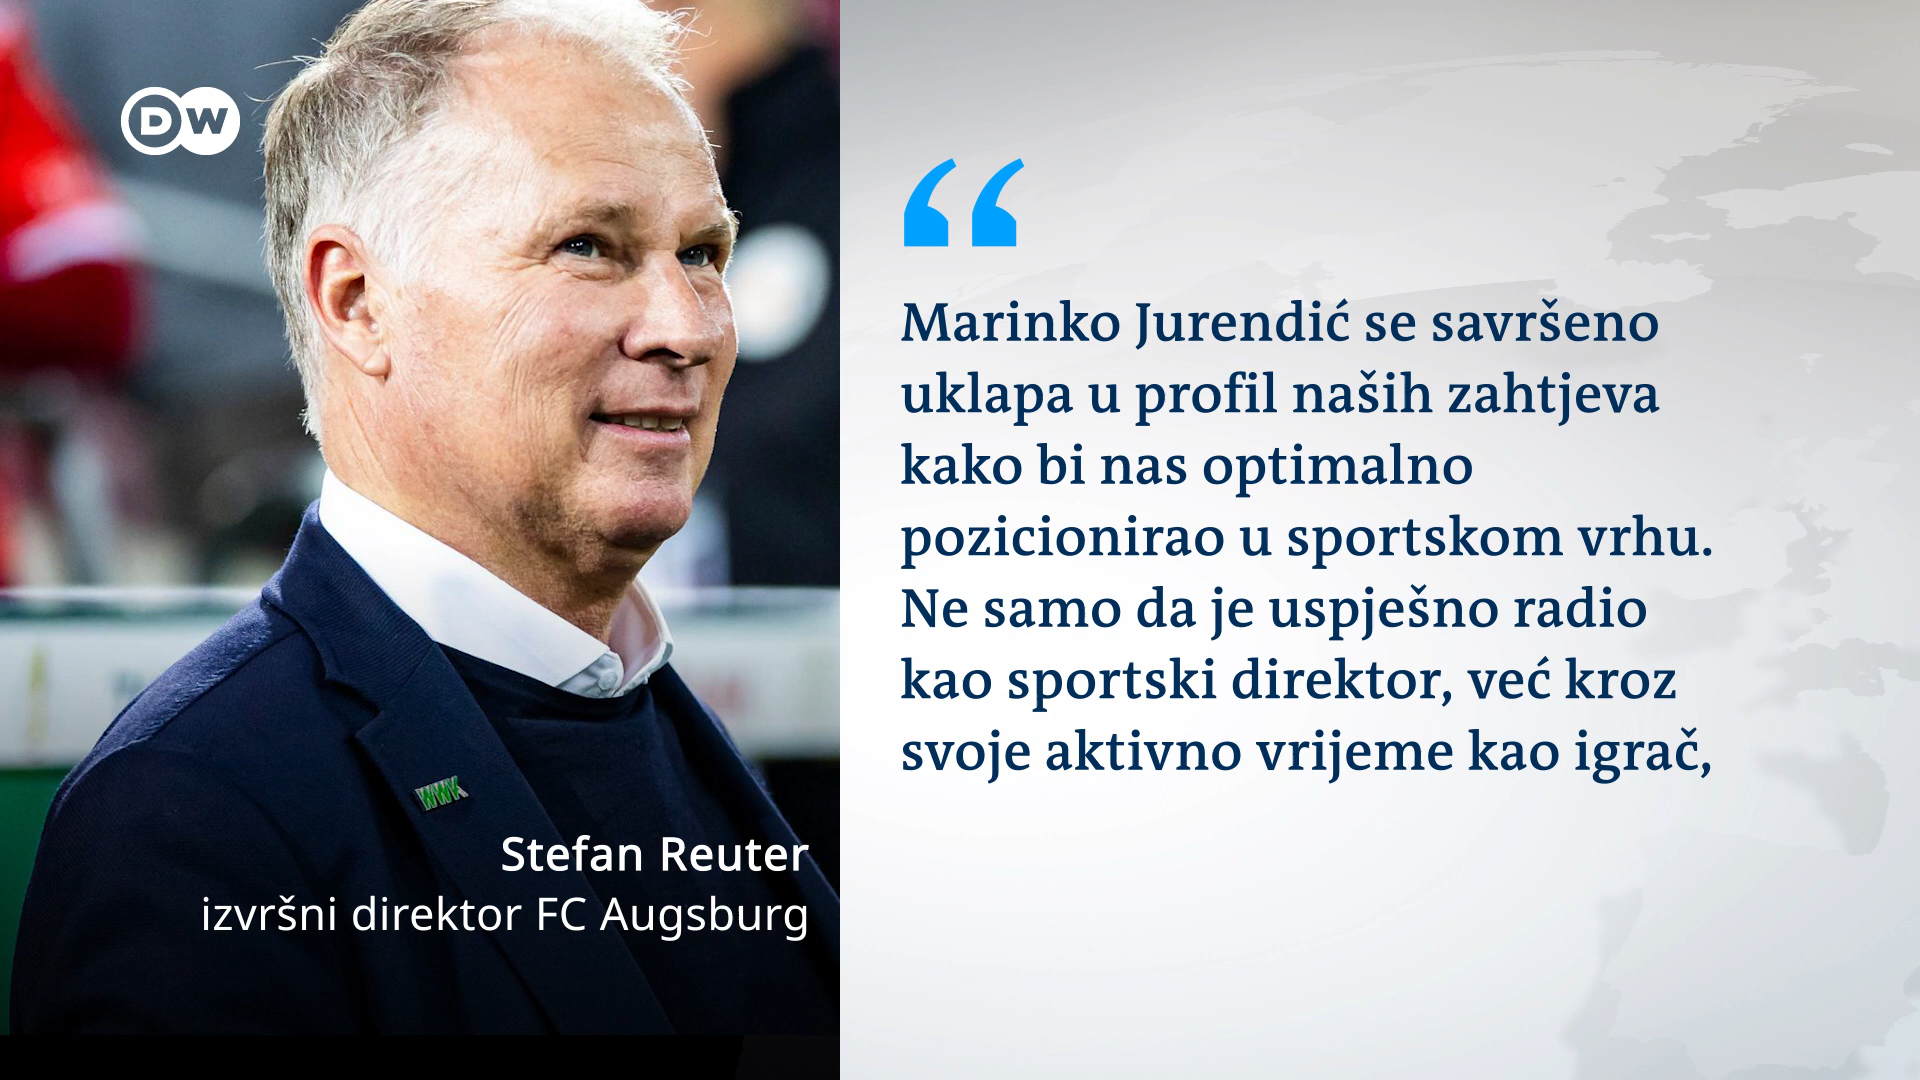 DW
“
Marinko Jurendić se savršeno
uklapa u profil naših zahtjeva
kako bi nas optimalno
pozicionirao u sportskom vrhu.
Ne samo da je uspješno radio
kao sportski direktor, već kroz
svoje aktivno vrijeme kao igrač,
WWK
Stefan Reuter
izvršni direktor FC Augsburg